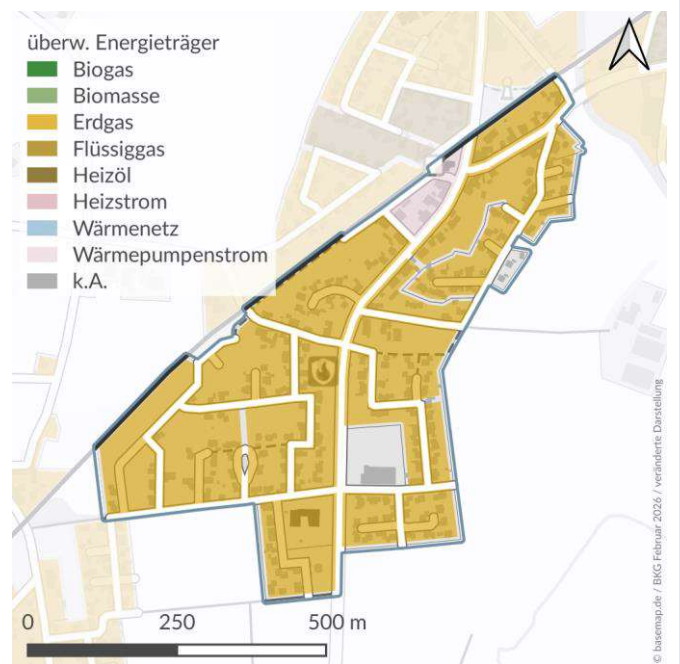 überw. Energieträger
Biogas
Biomasse
Erdgas
Flüssiggas
Heizöl
Heizstrom
Wärmenetz
Wärmepumpenstrom
k.A.
0 250 500 m
© basemap.de / BKG Februar 2026 / veränderte Darstellung